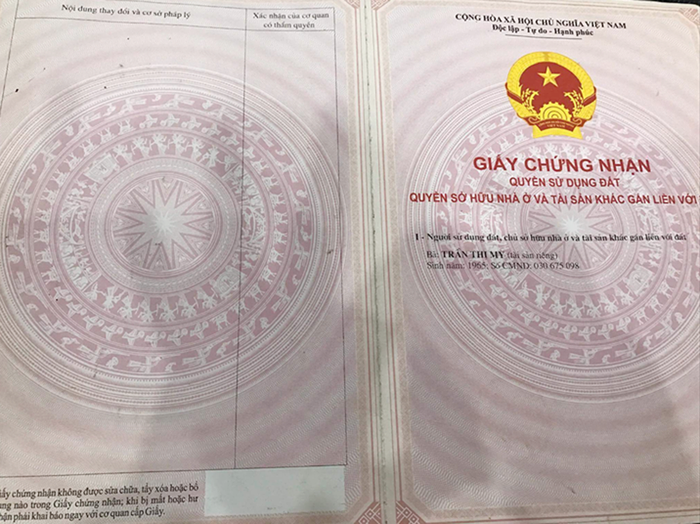 Nội dung thay đổi và cơ sở pháp lý
Xác nhận của cơ quan
có thẩm quyền
Giấy chứng nhận không được sửa chữa, tẩy xóa hoặc bổ
dung nào trong Giấy chứng nhận; khi bị mất hoặc hư
phải khai báo ngay với cơ quan cấp Giấy.
CỘNG HÒA XÃ HỘI CHỦ NGHĨA VIỆT NAM
Độc lập - Tự do - Hạnh phúc
GIẤY CHỨNG NHẬN
QUYỀN SỬ DỤNG ĐẤT
QUYỀN SỞ HỮU NHÀ Ở VÀ TÀI SẢN KHÁC GẮN LIỀN VỚI
I - Người sử dụng đất, chủ sở hữu nhà ở và tài sản khác gắn liền với đất
Bà: TRẦN THỊ MỸ (tài sản riêng)
Sinh năm: 1965; Số CMND: 030 675 098